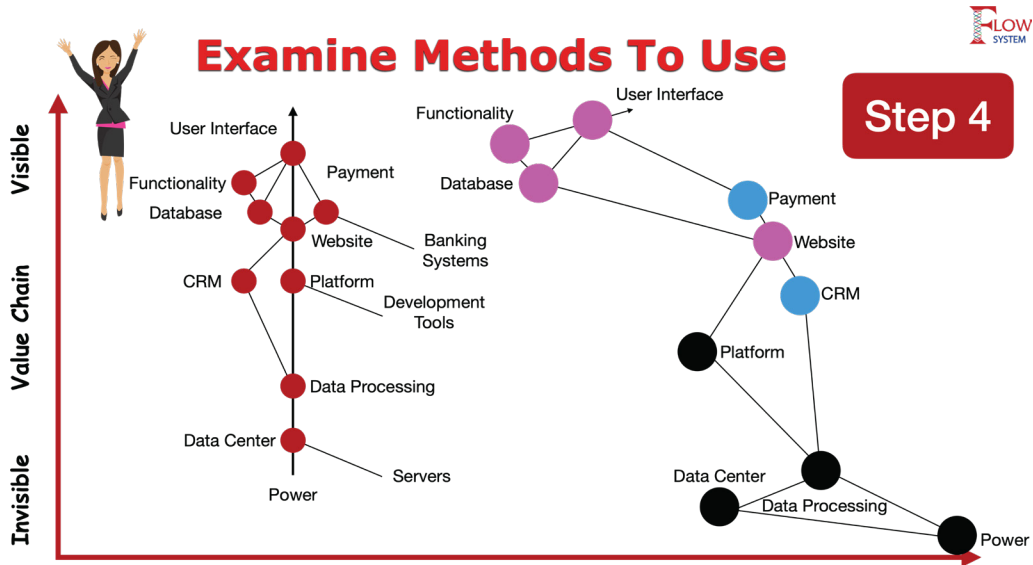 FLOW
SYSTEM
Examine Methods To Use
Step 4
Visible
Value Chain
Invisible
User Interface
Functionality
Payment
Database
Website
Banking
Systems
CRM
Platform
Development
Tools
Data Processing
Data Center
Servers
Power
User Interface
Functionality
Database
Payment
Website
CRM
Platform
Data Center
Data Processing
Power